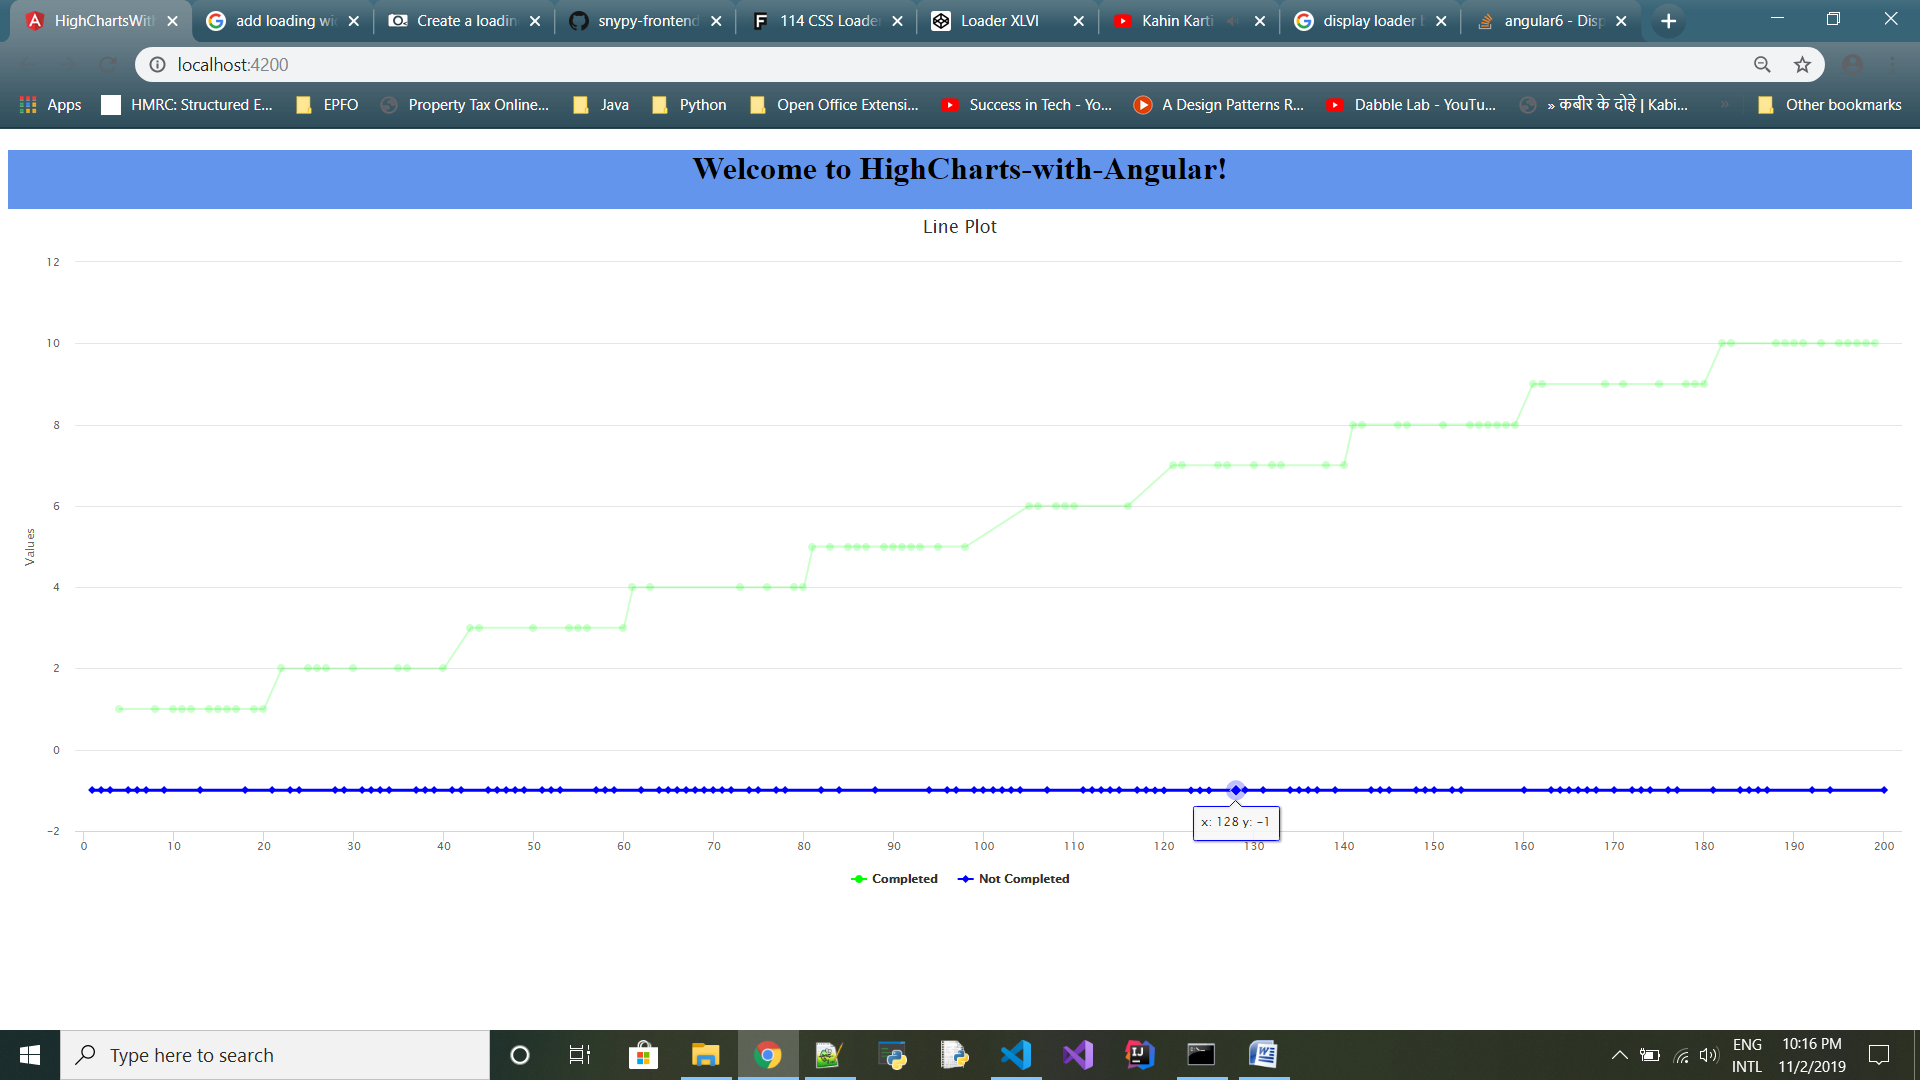 HighChartsWith
add loading wi
Create a loadin
snypy-frontend
114 CSS Loader
Loader XLVI
Kahin Karti
display loader b
angular6 - Disp
localhost:4200
Apps
HMRC: Structured E...
EPFO
Property Tax Online...
Java
Python
Open Office Extensi...
Success in Tech - Yo...
A Design Patterns R...
Dabble Lab - YouTu...
» कबीर के दोहे | Kabi...
»
Other bookmarks
Welcome to HighCharts-with-Angular!
Line Plot
12
10
8
6
4
2
0
-2
Values
x: 128 y: -1
0 10 20 30 40 50 60 70 80 90 100 110 120 130 140 150 160 170 180 190 200
Completed
Not Completed
Type here to search
ENG
INTL
10:16 PM
11/2/2019